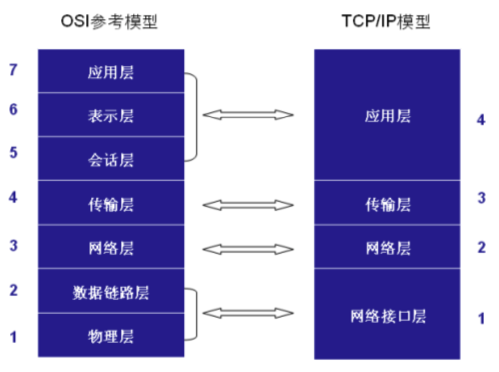 OSI参考模型
TCP/IP模型
7
应用层
6
表示层
5
会话层
4
传输层
3
网络层
2
数据链路层
1
物理层
应用层
4
传输层
3
网络层
2
网络接口层
1